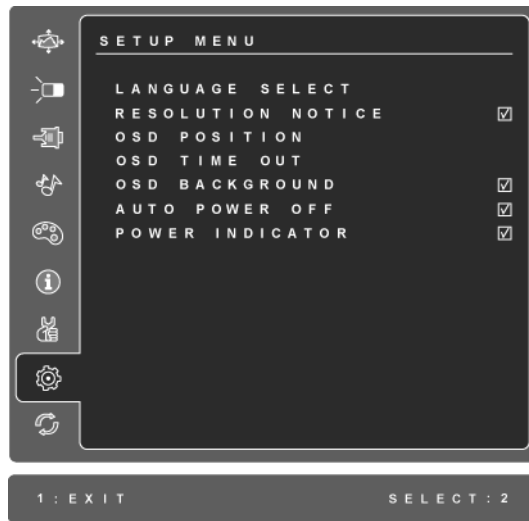 SETUP MENU
LANGUAGE SELECT
RESOLUTION NOTICE
OSD POSITION
OSD TIME OUT
OSD BACKGROUND
AUTO POWER OFF
POWER INDICATOR
1:EXIT SELECT:2